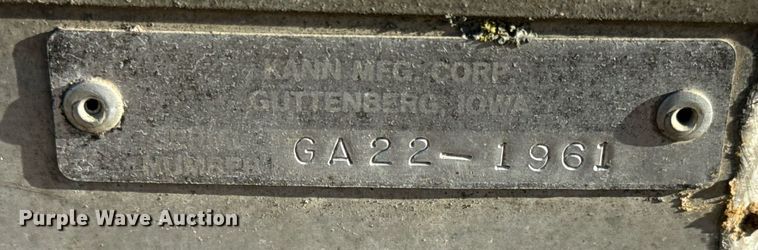 KANN MFG. CORP.
GUTTENBERG, IOWA
SERIAL
NUMBER GA22-1961
Purple Wave Auction